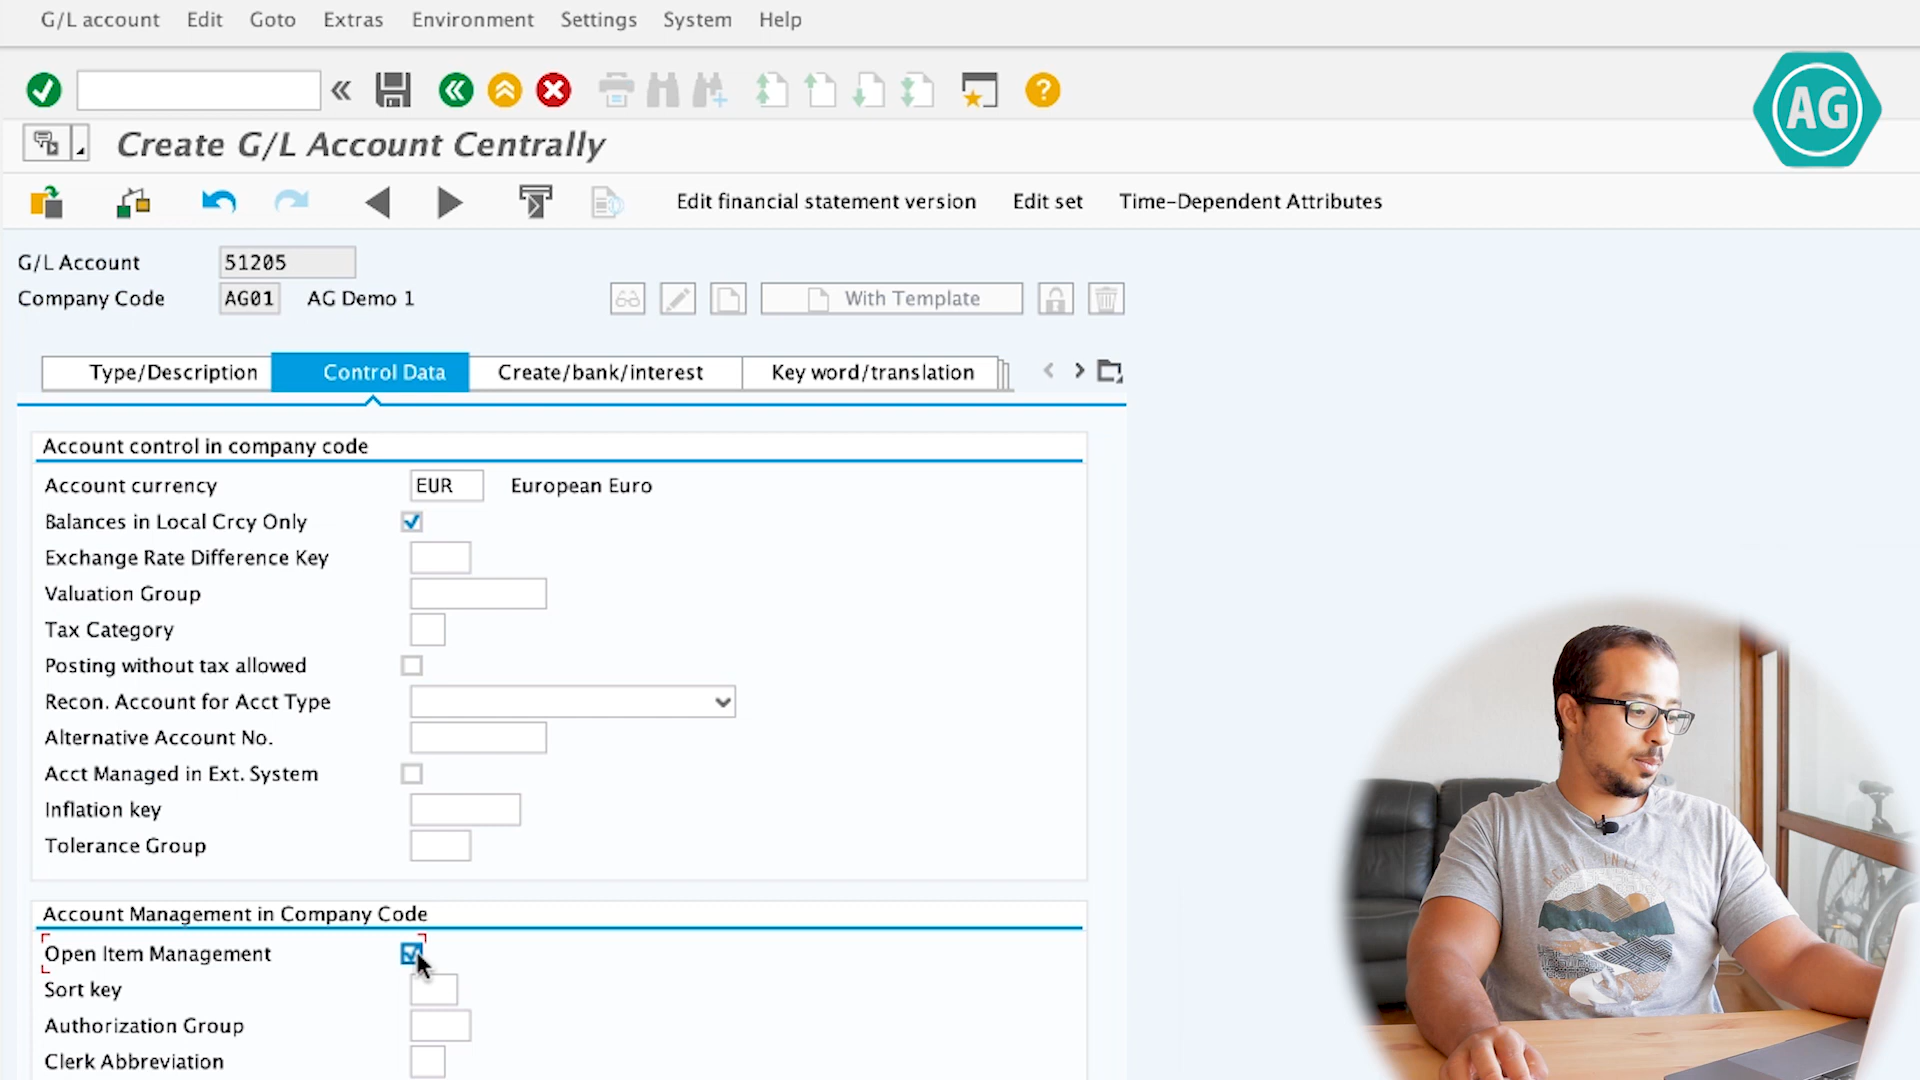 G/L account Edit Goto Extras Environment Settings System Help
AG
Create G/L Account Centrally
Edit financial statement version Edit set Time-Dependent Attributes
G/L Account 51205
Company Code AG01 AG Demo 1 With Template
Type/Description Control Data Create/bank/interest Key word/translation
Account control in company code
Account currency EUR European Euro
Balances in Local Crcy Only
Exchange Rate Difference Key
Valuation Group
Tax Category
Posting without tax allowed
Recon. Account for Acct Type
Alternative Account No.
Acct Managed in Ext. System
Inflation key
Tolerance Group
Account Management in Company Code
Open Item Management
Sort key
Authorization Group
Clerk Abbreviation